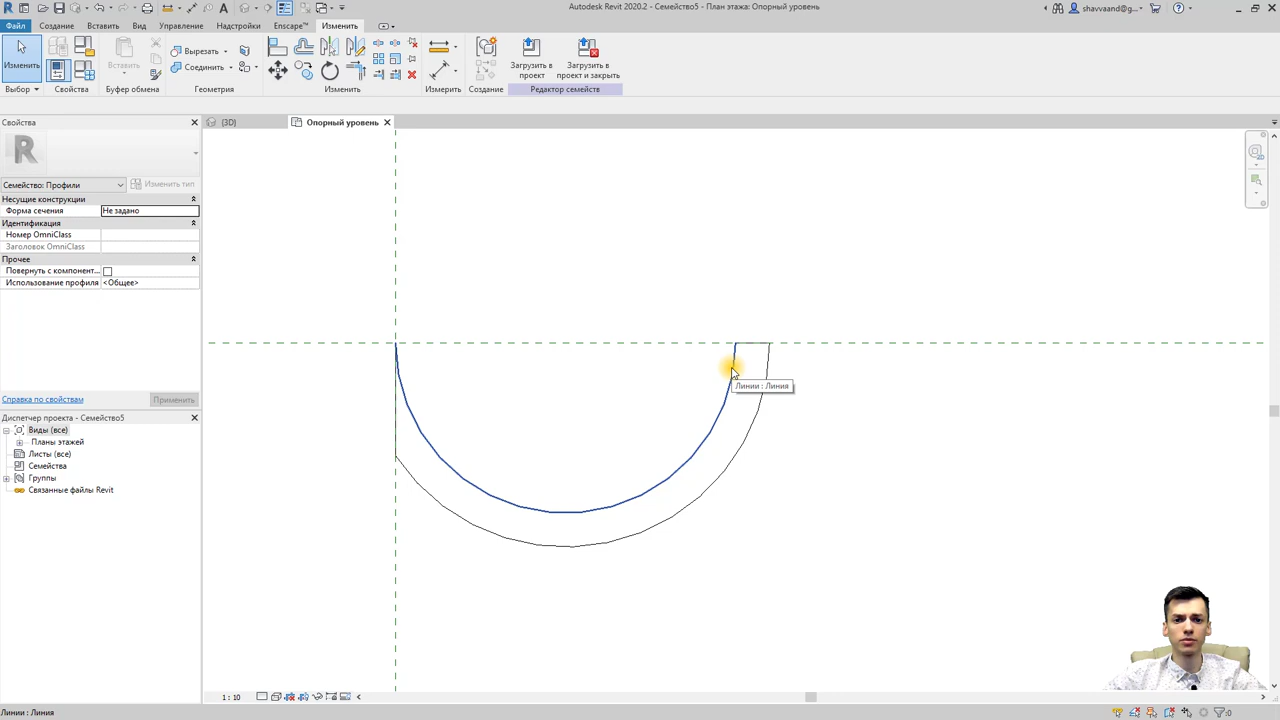 Autodesk Revit 2020.2 - Семейство5 - План этажа: Опорный уровень
shavvaand@g...
Файл
Создание
Вставить
Вид
Управление
Надстройки
Enscape™
Изменить
Изменить
Вставить
Вырезать
Соединить
Загрузить в проект
Загрузить в проект и закрыть
Выбор
Свойства
Буфер обмена
Геометрия
Изменить
Измерить
Создание
Редактор семейств
Свойства
(3D)
Опорный уровень
Семейство: Профили
Изменить тип
Несущие конструкции
Форма сечения
Не задано
Идентификация
Номер OmniClass
Заголовок OmniClass
Прочее
Повернуть с компонент...
Использование профиля
<Общее>
Линии : Линия
Справка по свойствам
Применить
Диспетчер проекта - Семейство5
Виды (все)
Планы этажей
Листы (все)
Семейства
Группы
Связанные файлы Revit
1 : 10
Линии : Линия
:0